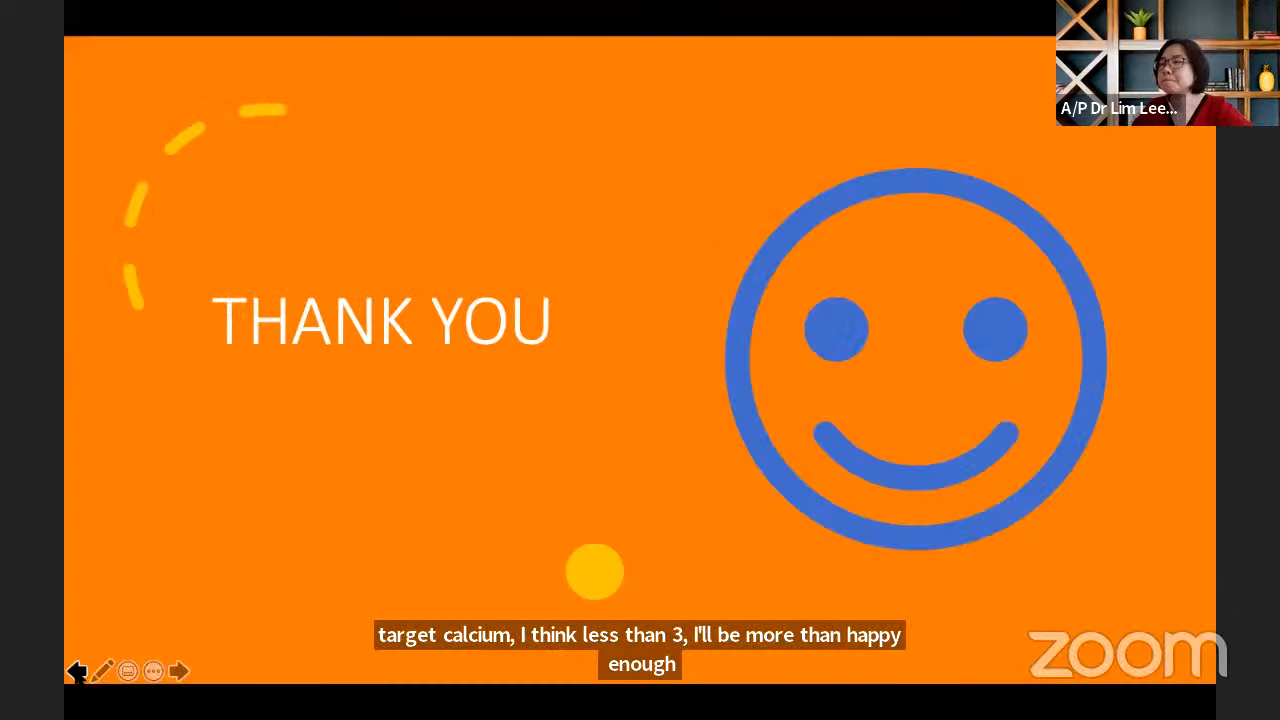 A/P Dr Lim Lee...
THANK YOU
target calcium, I think less than 3, I'll be more than happy
enough
zoom